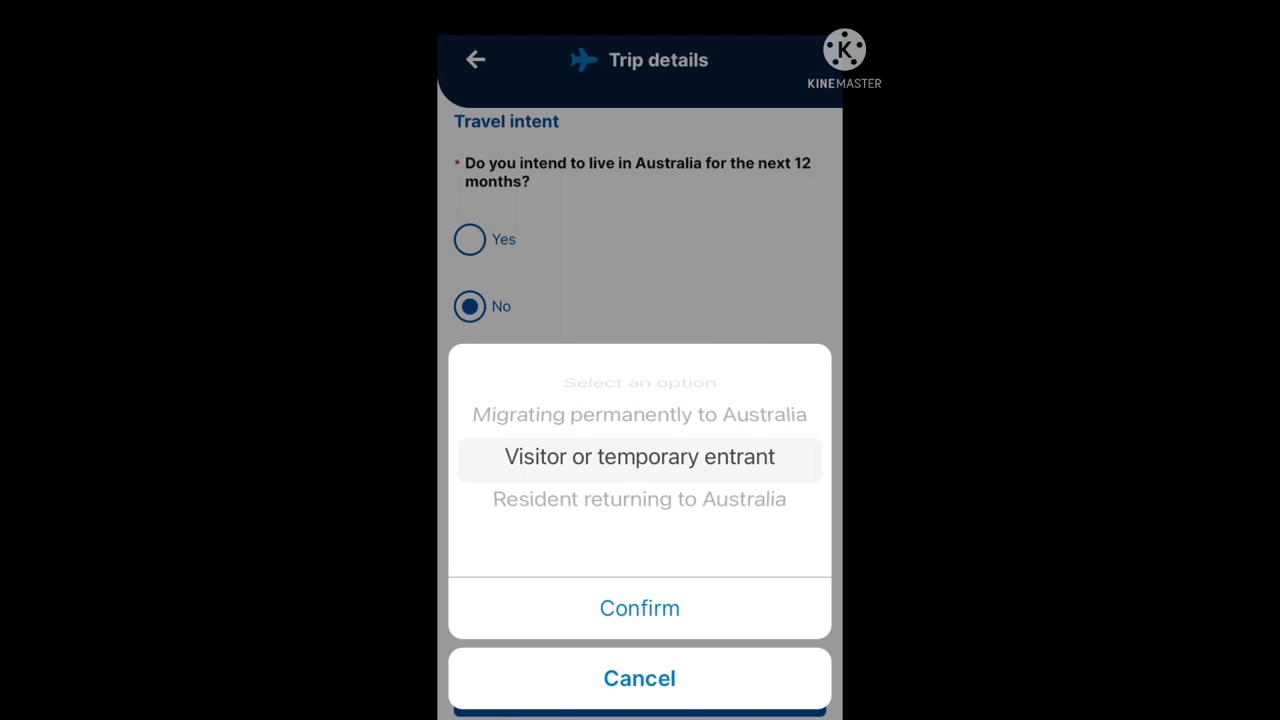 Trip details
K
KINEMASTER
Travel intent
* Do you intend to live in Australia for the next 12
months?
Yes
No
Select an option
Migrating permanently to Australia
Visitor or temporary entrant
Resident returning to Australia
Confirm
Cancel